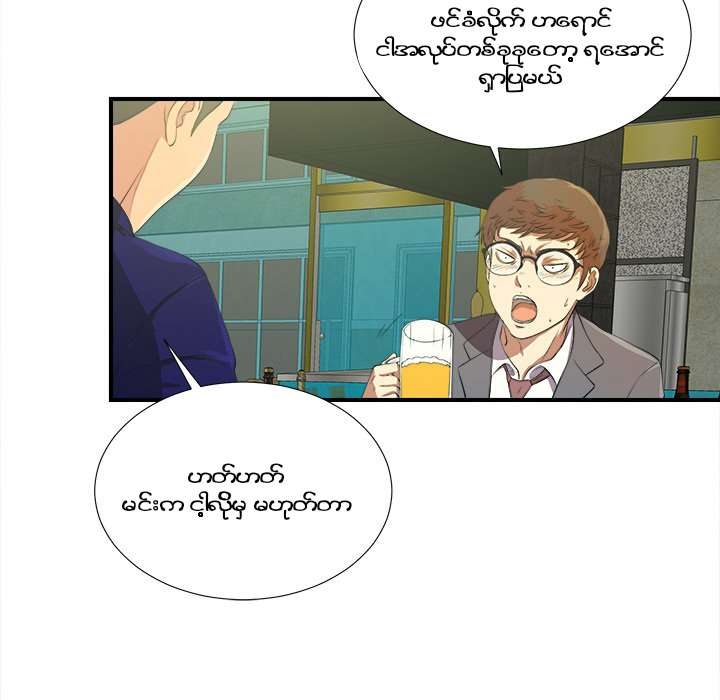 ဖင်ခံလိုက် ဟရောင်
ငါအလုပ်တစ်ခုခုတော့ ရအောင်
ရှာပြမယ်
ဟတ်ဟတ်
မင်းက ငါ့လိုမှ မဟုတ်တာ